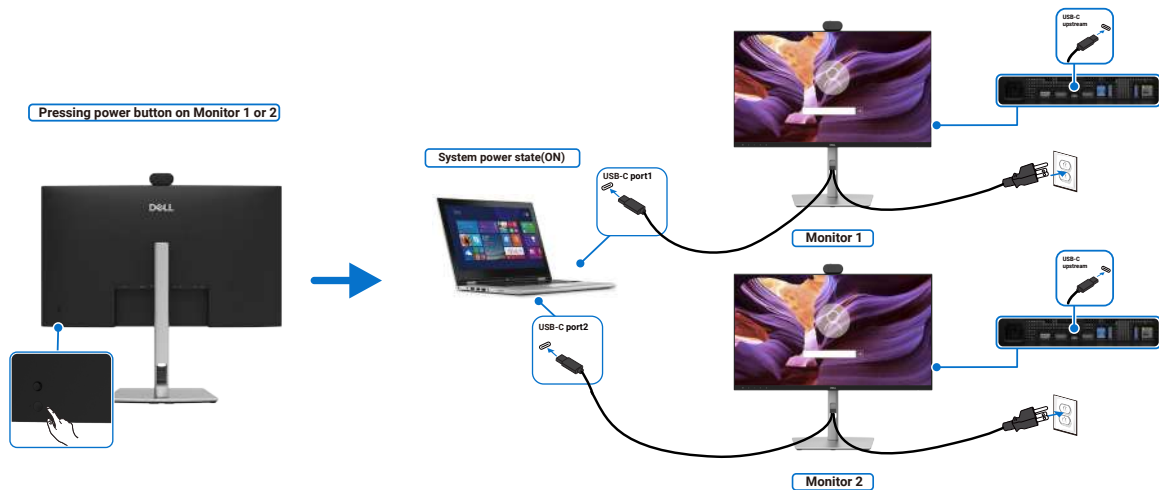 Pressing power button on Monitor 1 or 2
DELL
System power state(ON)
USB-C port1
USB-C port2
USB-C
upstream
Monitor 1
USB-C
upstream
Monitor 2